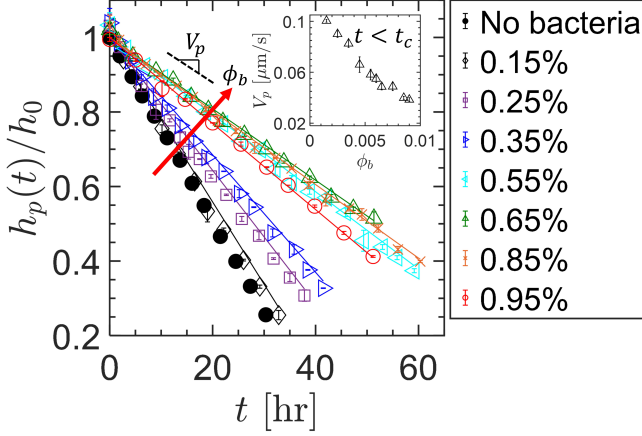 h_p(t)/h_0
1
0.8
0.6
0.4
0.2
0
20
40
60
t [hr]
V_p
ϕ_b
V_p [μm/s]
0.1
0.06
0.02
0
0.005
0.01
ϕ_b
t < t_c
No bacteria
0.15%
0.25%
0.35%
0.55%
0.65%
0.85%
0.95%